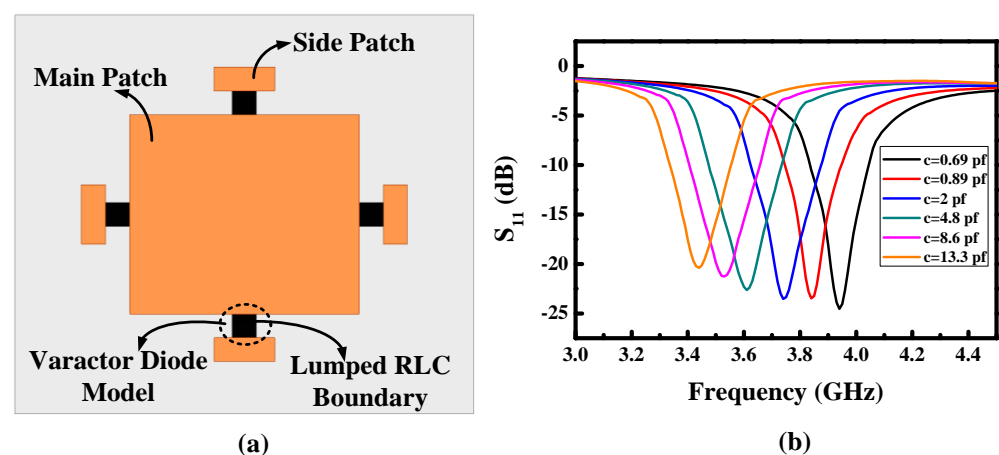 Side Patch
Main Patch
Varactor Diode
Model
Lumped RLC
Boundary
(a)
S11 (dB)
0
-5
-10
-15
-20
-25
c=0.69 pf
c=0.89 pf
c=2 pf
c=4.8 pf
c=8.6 pf
c=13.3 pf
3.0 3.4 3.6 3.8 4.0 4.2 4.4
Frequency (GHz)
(b)